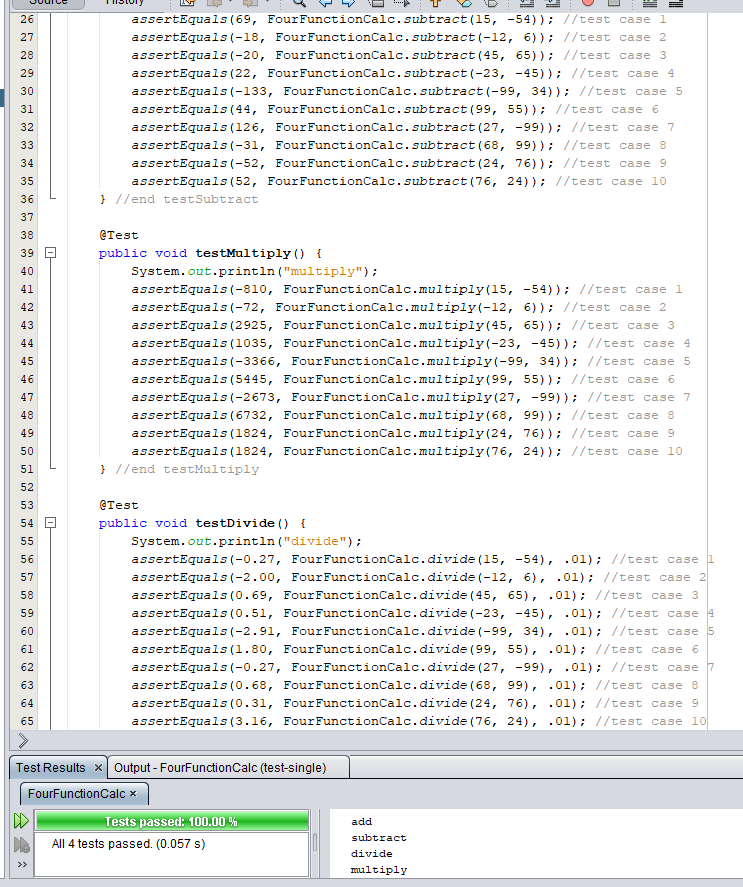 Source History
26 assertEquals(69, FourFunctionCalc.subtract(15, -54)); //test case 1
27 assertEquals(-18, FourFunctionCalc.subtract(-12, 6)); //test case 2
28 assertEquals(-20, FourFunctionCalc.subtract(45, 65)); //test case 3
29 assertEquals(22, FourFunctionCalc.subtract(-23, -45)); //test case 4
30 assertEquals(-133, FourFunctionCalc.subtract(-99, 34)); //test case 5
31 assertEquals(44, FourFunctionCalc.subtract(99, 55)); //test case 6
32 assertEquals(126, FourFunctionCalc.subtract(27, -99)); //test case 7
33 assertEquals(-31, FourFunctionCalc.subtract(68, 99)); //test case 8
34 assertEquals(-52, FourFunctionCalc.subtract(24, 76)); //test case 9
35 assertEquals(52, FourFunctionCalc.subtract(76, 24)); //test case 10
36 } //end testSubtract
37
38 @Test
39 public void testMultiply() {
40 System.out.println("multiply");
41 assertEquals(-810, FourFunctionCalc.multiply(15, -54)); //test case 1
42 assertEquals(-72, FourFunctionCalc.multiply(-12, 6)); //test case 2
43 assertEquals(2925, FourFunctionCalc.multiply(45, 65)); //test case 3
44 assertEquals(1035, FourFunctionCalc.multiply(-23, -45)); //test case 4
45 assertEquals(-3366, FourFunctionCalc.multiply(-99, 34)); //test case 5
46 assertEquals(5445, FourFunctionCalc.multiply(99, 55)); //test case 6
47 assertEquals(-2673, FourFunctionCalc.multiply(27, -99)); //test case 7
48 assertEquals(6732, FourFunctionCalc.multiply(68, 99)); //test case 8
49 assertEquals(1824, FourFunctionCalc.multiply(24, 76)); //test case 9
50 assertEquals(1824, FourFunctionCalc.multiply(76, 24)); //test case 10
51 } //end testMultiply
52
53 @Test
54 public void testDivide() {
55 System.out.println("divide");
56 assertEquals(-0.27, FourFunctionCalc.divide(15, -54), .01); //test case 1
57 assertEquals(-2.00, FourFunctionCalc.divide(-12, 6), .01); //test case 2
58 assertEquals(0.69, FourFunctionCalc.divide(45, 65), .01); //test case 3
59 assertEquals(0.51, FourFunctionCalc.divide(-23, -45), .01); //test case 4
60 assertEquals(-2.91, FourFunctionCalc.divide(-99, 34), .01); //test case 5
61 assertEquals(1.80, FourFunctionCalc.divide(99, 55), .01); //test case 6
62 assertEquals(-0.27, FourFunctionCalc.divide(27, -99), .01); //test case 7
63 assertEquals(0.68, FourFunctionCalc.divide(68, 99), .01); //test case 8
64 assertEquals(0.31, FourFunctionCalc.divide(24, 76), .01); //test case 9
65 assertEquals(3.16, FourFunctionCalc.divide(76, 24), .01); //test case 10
Test Results × Output - FourFunctionCalc (test-single)
FourFunctionCalc ×
Tests passed: 100.00 %
All 4 tests passed. (0.057 s)
add
subtract
divide
multiply